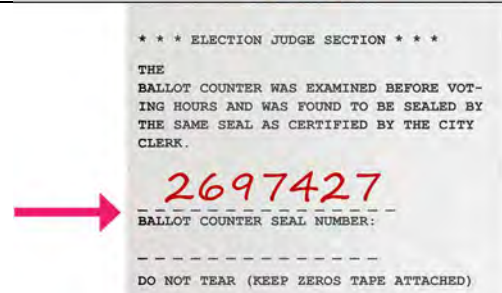 * * * ELECTION JUDGE SECTION * * *
THE
BALLOT COUNTER WAS EXAMINED BEFORE VOT-
ING HOURS AND WAS FOUND TO BE SEALED BY
THE SAME SEAL AS CERTIFIED BY THE CITY
CLERK.
2697427
_ _ _ _ _ _ _ _ _ _ _ _ _ _ _
BALLOT COUNTER SEAL NUMBER:
_ _ _ _ _ _ _ _ _ _ _ _ _ _
DO NOT TEAR (KEEP ZEROS TAPE ATTACHED)